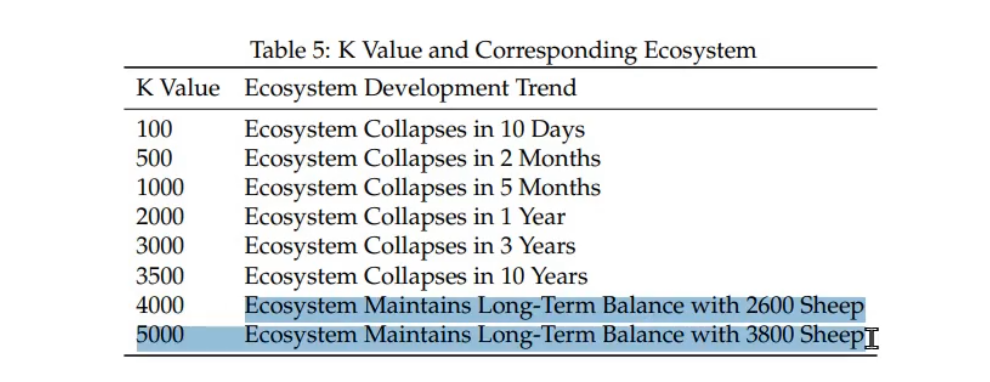 Table 5: K Value and Corresponding Ecosystem
K Value Ecosystem Development Trend
100 Ecosystem Collapses in 10 Days
500 Ecosystem Collapses in 2 Months
1000 Ecosystem Collapses in 5 Months
2000 Ecosystem Collapses in 1 Year
3000 Ecosystem Collapses in 3 Years
3500 Ecosystem Collapses in 10 Years
4000 Ecosystem Maintains Long-Term Balance with 2600 Sheep
5000 Ecosystem Maintains Long-Term Balance with 3800 Sheep